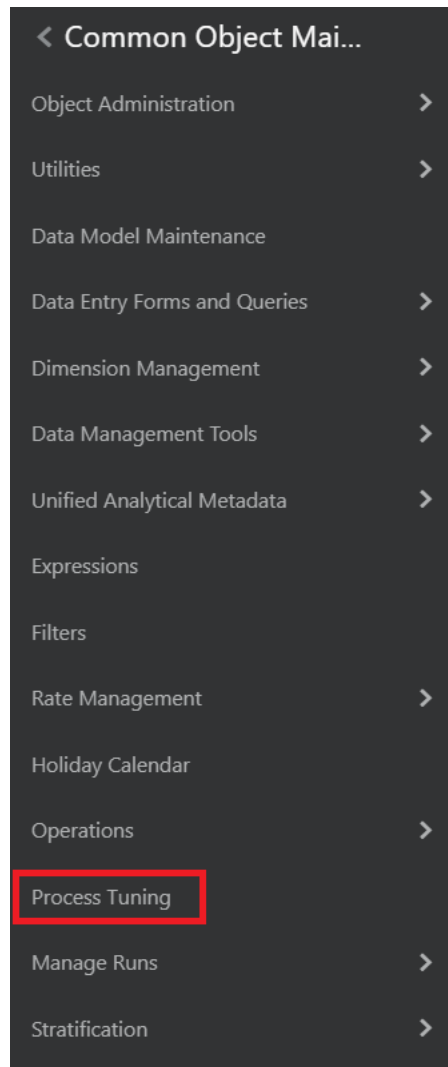 Common Object Mai...
Object Administration
Utilities
Data Model Maintenance
Data Entry Forms and Queries
Dimension Management
Data Management Tools
Unified Analytical Metadata
Expressions
Filters
Rate Management
Holiday Calendar
Operations
Process Tuning
Manage Runs
Stratification